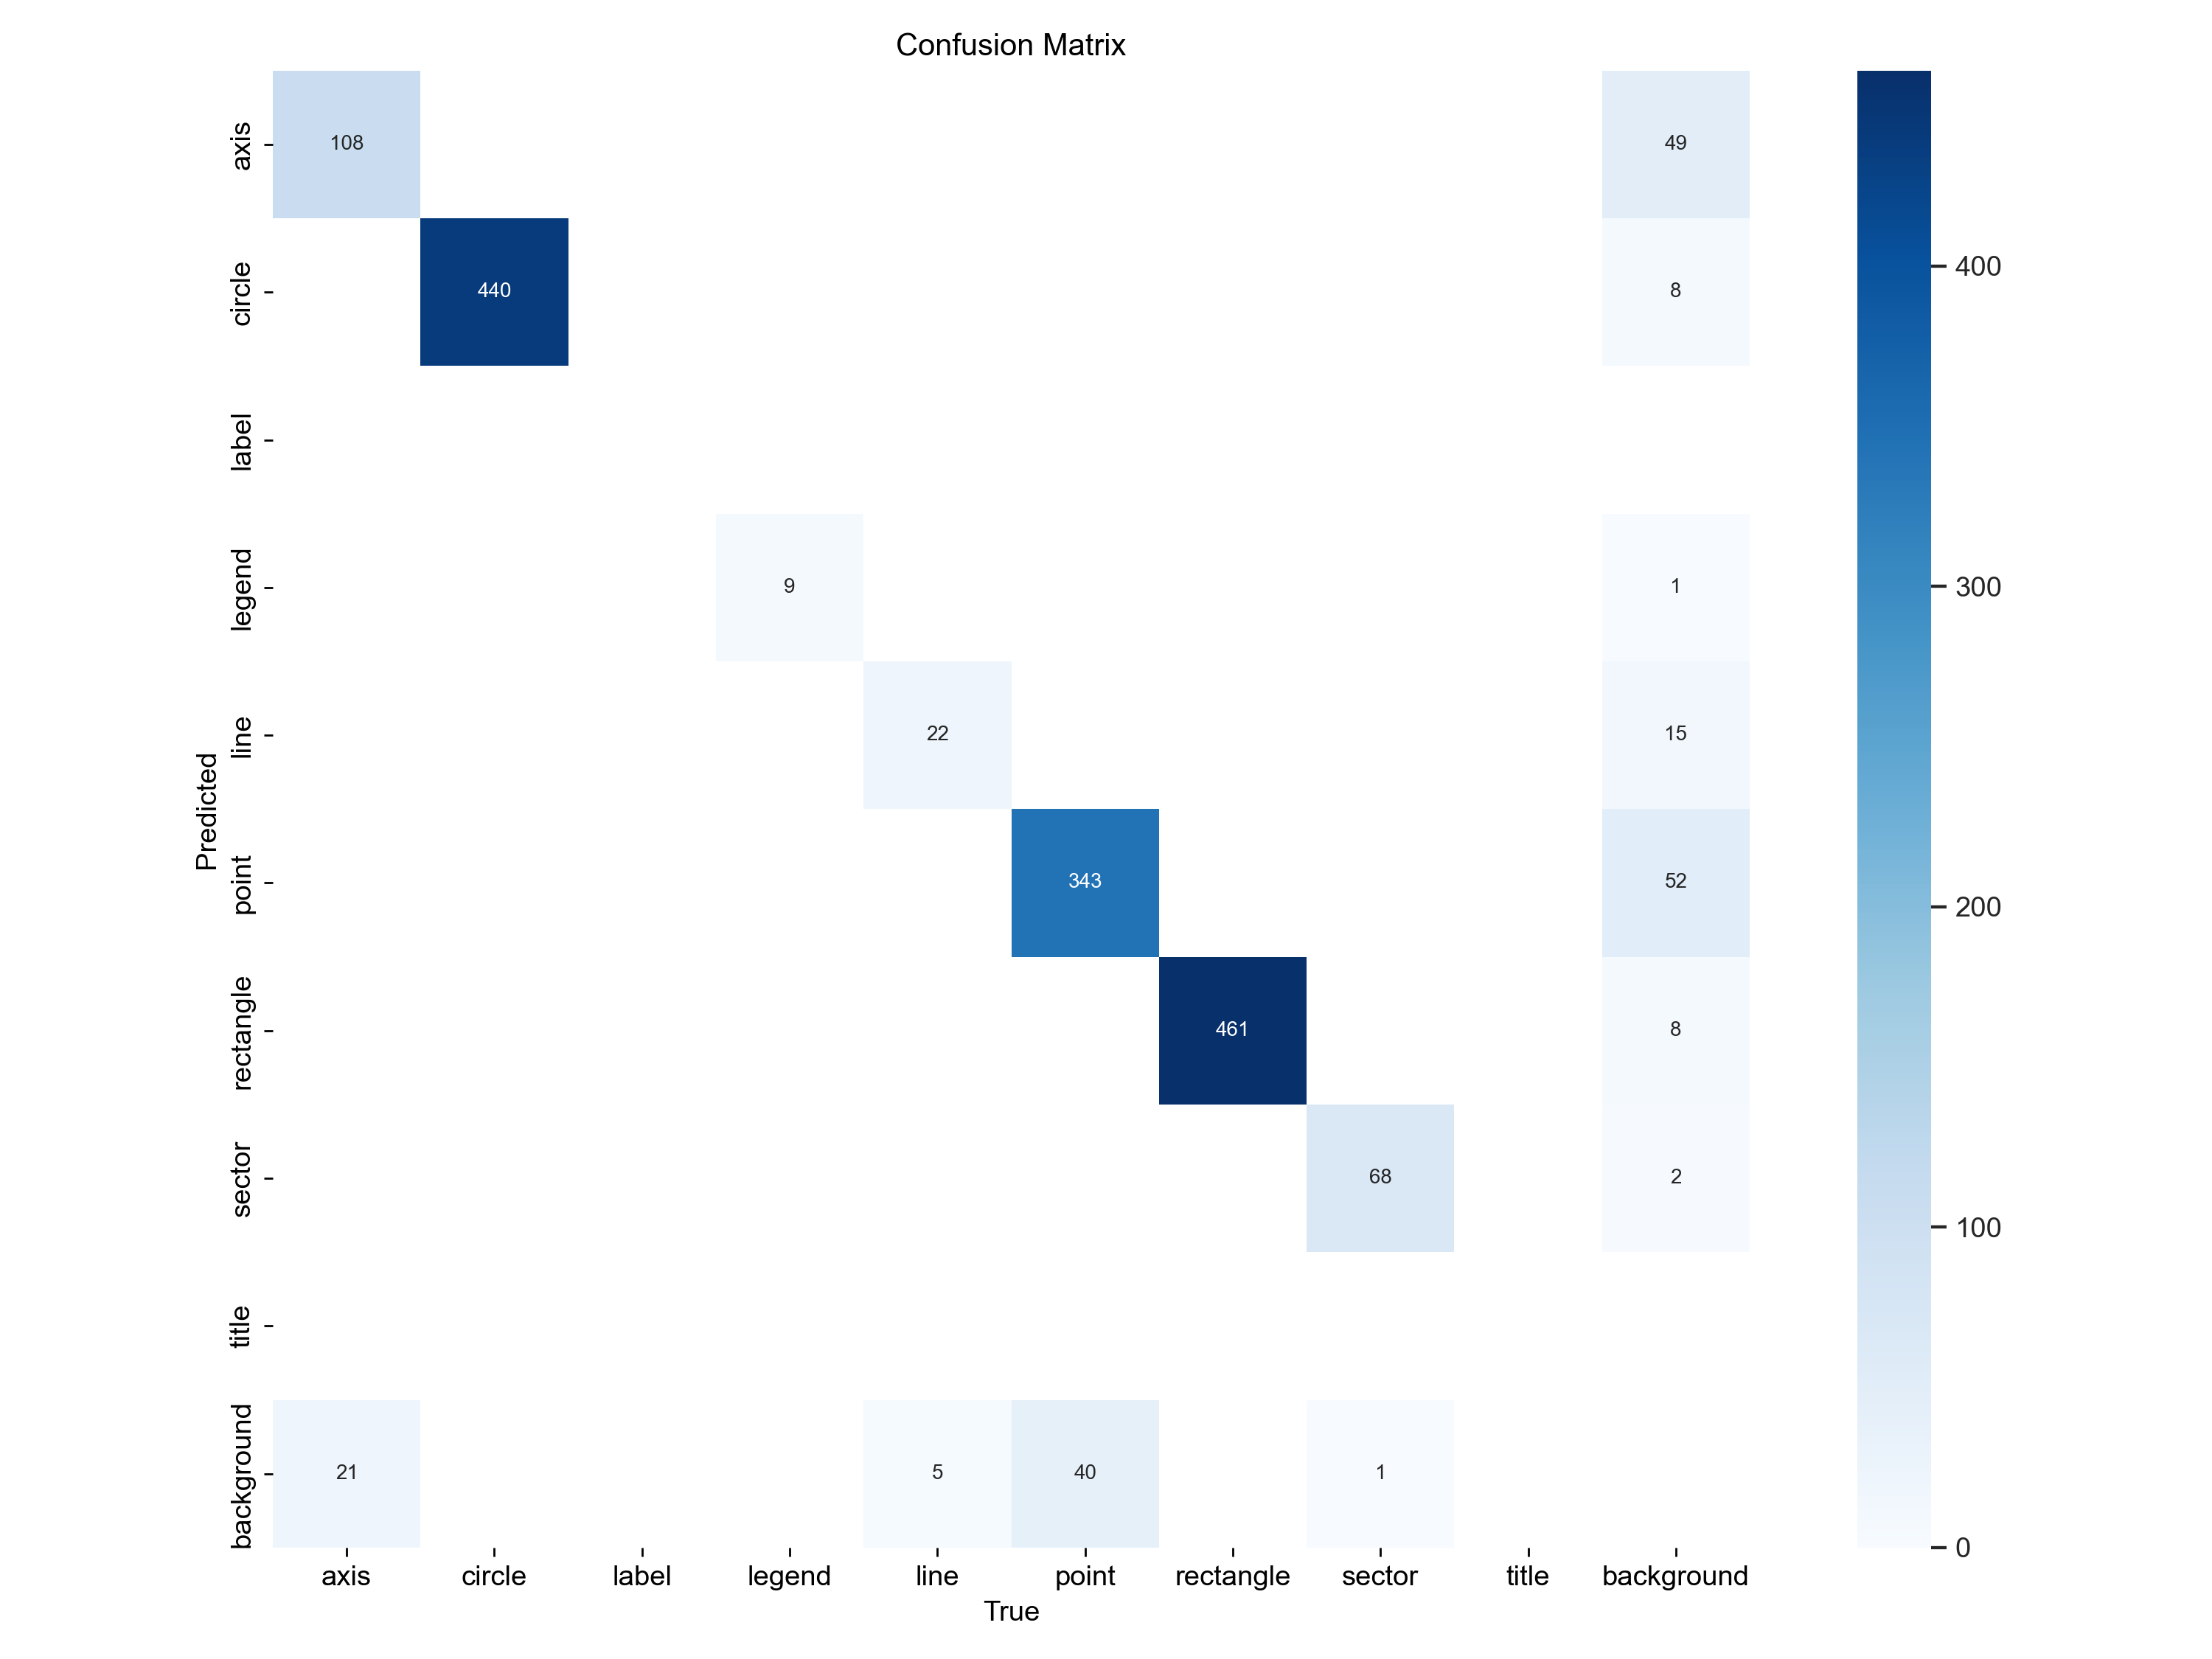 Confusion Matrix
Predicted
axis 108 49
circle 440 8
label
legend 9 1
line 22 15
point 343 52
rectangle 461 8
sector 68 2
title
background 21 5 40 1
axis circle label legend line point rectangle sector title background
True
400
300
200
100
0